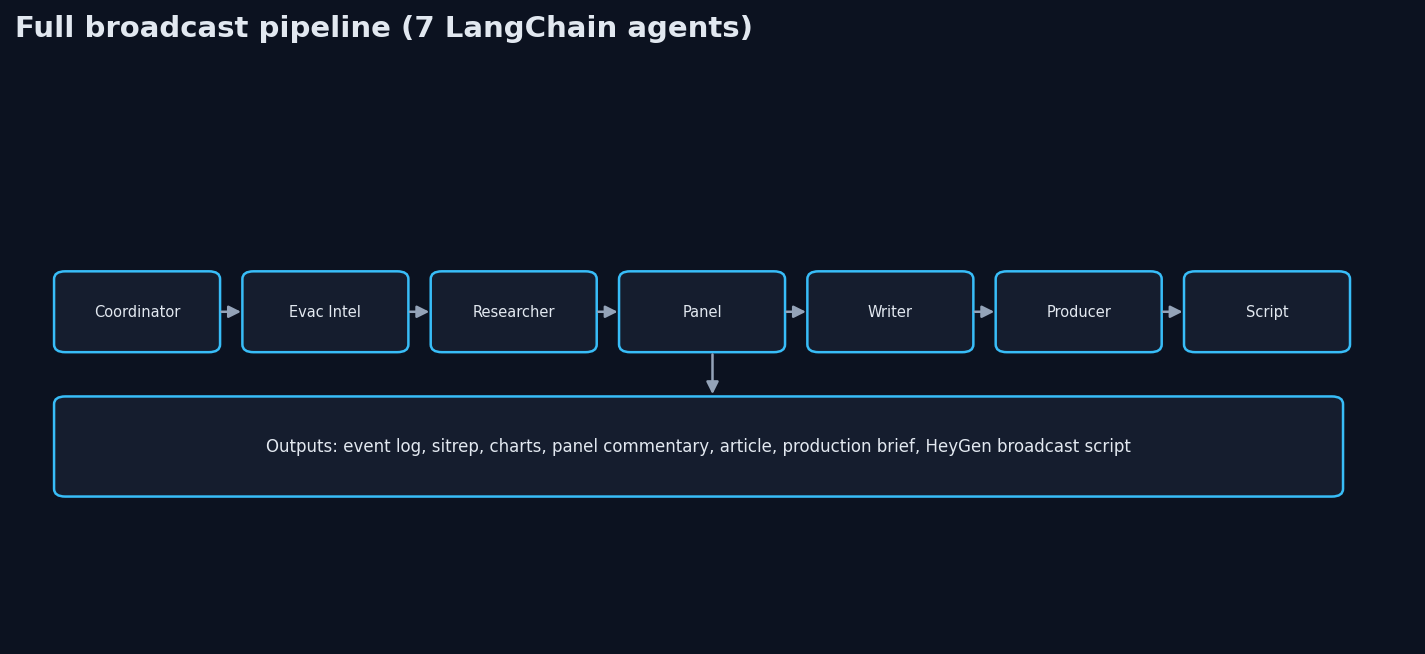 Full broadcast pipeline (7 LangChain agents)
Coordinator
Evac Intel
Researcher
Panel
Writer
Producer
Script
Outputs: event log, sitrep, charts, panel commentary, article, production brief, HeyGen broadcast script